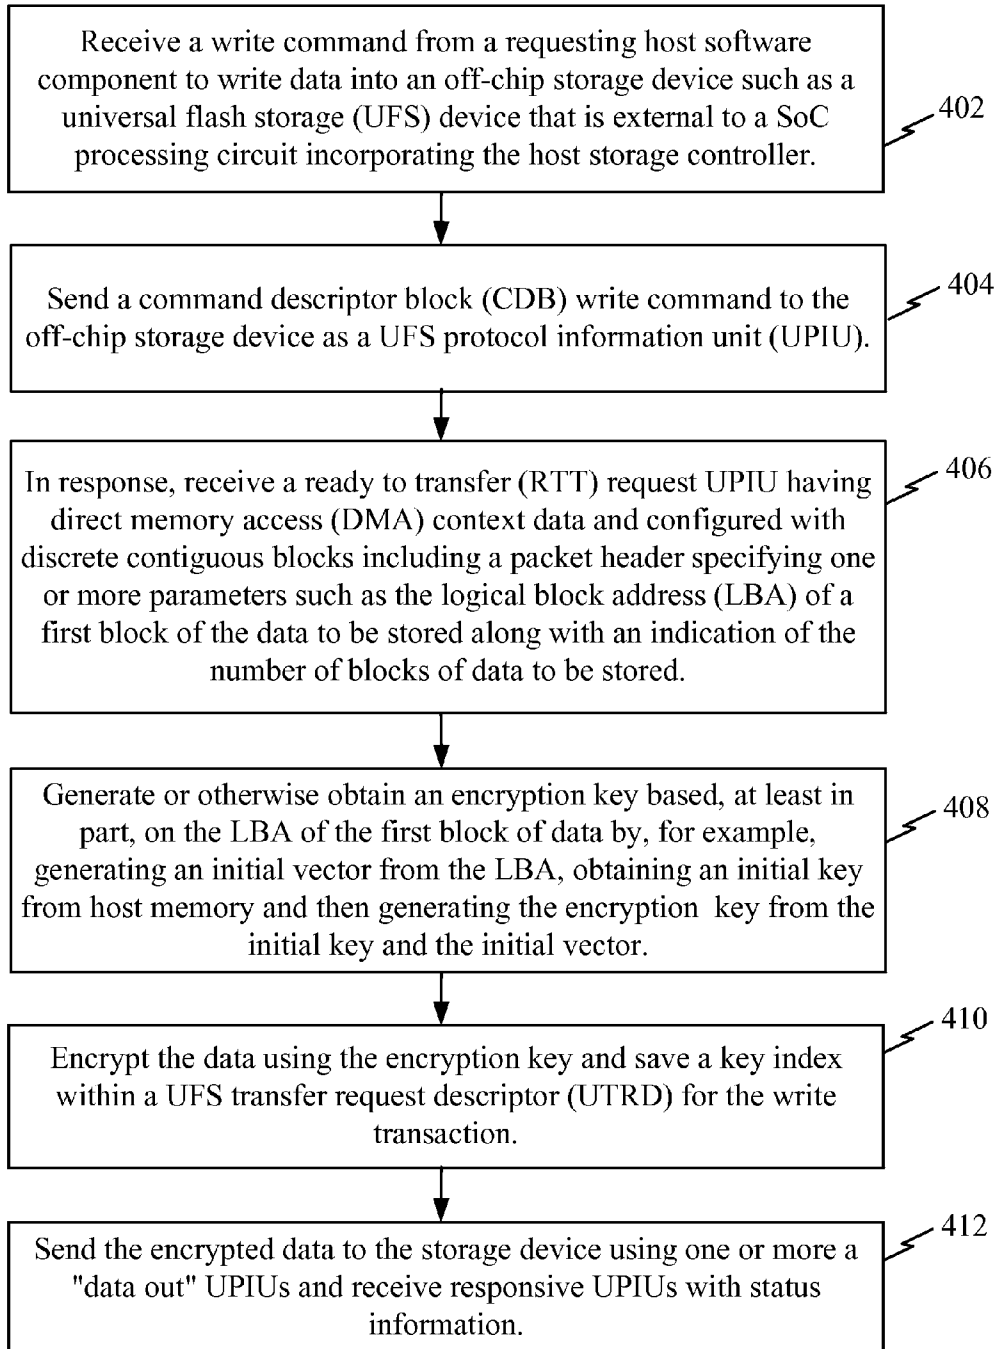 Receive a write command from a requesting host software
component to write data into an off-chip storage device such as a
universal flash storage (UFS) device that is external to a SoC
processing circuit incorporating the host storage controller.
402
Send a command descriptor block (CDB) write command to the
off-chip storage device as a UFS protocol information unit (UPIU).
404
In response, receive a ready to transfer (RTT) request UPIU having
direct memory access (DMA) context data and configured with
discrete contiguous blocks including a packet header specifying one
or more parameters such as the logical block address (LBA) of a
first block of the data to be stored along with an indication of the
number of blocks of data to be stored.
406
Generate or otherwise obtain an encryption key based, at least in
part, on the LBA of the first block of data by, for example,
generating an initial vector from the LBA, obtaining an initial key
from host memory and then generating the encryption key from the
initial key and the initial vector.
408
Encrypt the data using the encryption key and save a key index
within a UFS transfer request descriptor (UTRD) for the write
transaction.
410
Send the encrypted data to the storage device using one or more a
"data out" UPIUs and receive responsive UPIUs with status
information.
412